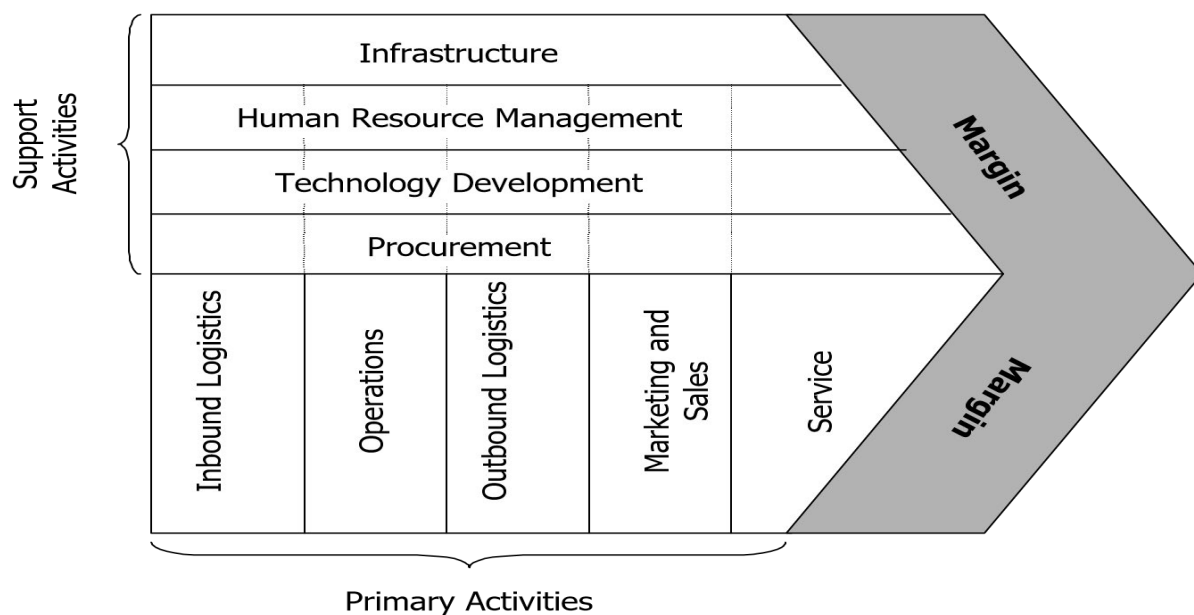 Support
Activities
Infrastructure
Human Resource Management
Technology Development
Procurement
Margin
Inbound Logistics
Operations
Outbound Logistics
Marketing and
Sales
Service
Margin
Primary Activities